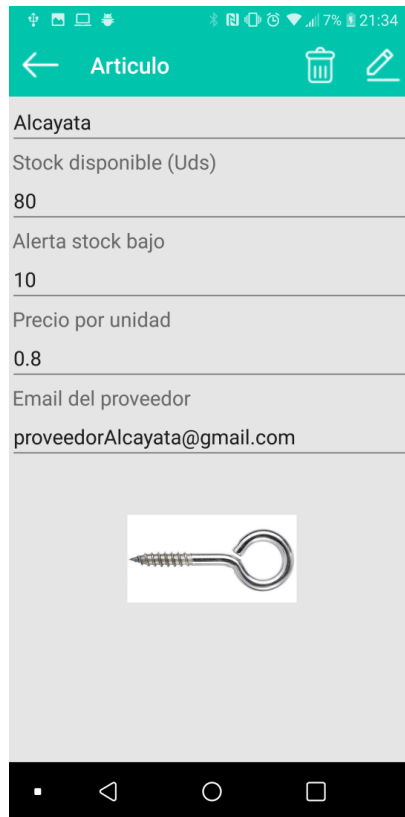 7% 21:34
Articulo
Alcayata
Stock disponible (Uds)
80
Alerta stock bajo
10
Precio por unidad
0.8
Email del proveedor
proveedorAlcayata@gmail.com